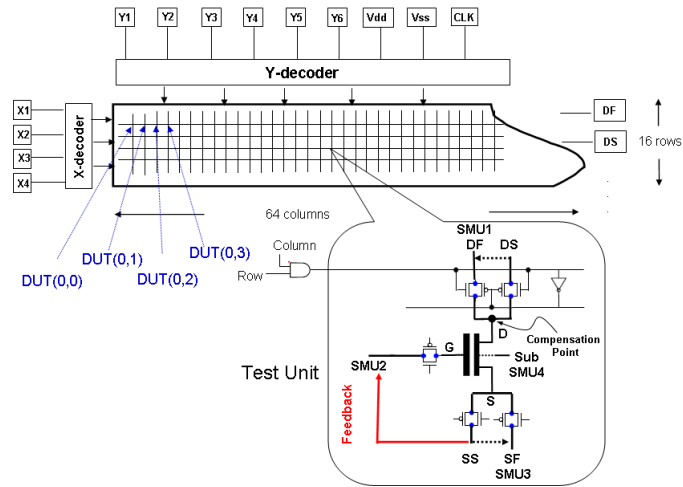 Y1 Y2 Y3 Y4 Y5 Y6 Vdd Vss CLK
Y-decoder
X1
X2
X3
X4
X-decoder
DF
DS
16 rows
64 columns
DUT(0,0)
DUT(0,1)
DUT(0,2)
DUT(0,3)
Column
Row
SMU1
DF DS
D
Compensation
Point
G
Sub
SMU4
SMU2
Test Unit
S
Feedback
SS SF
SMU3